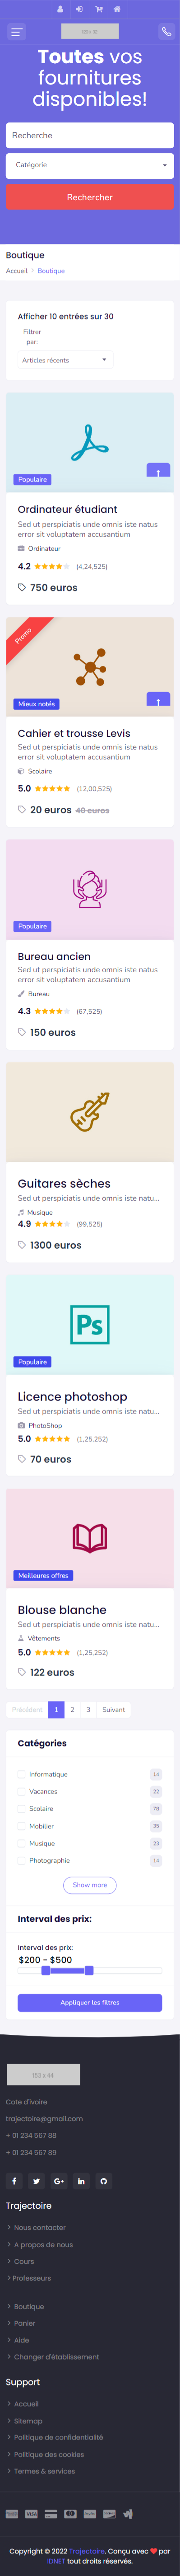 135 x 30
Toutes vos
fournitures
disponibles!
Recherche
Catégorie
Rechercher
Boutique
Accueil > Boutique
Afficher 10 entrées sur 30
Filtrer
par:
Articles récents
Populaire
Ordinateur étudiant
Sed ut perspiciatis unde omnis iste natus
error sit voluptatem accusantium
Ordinateur
4.2 (4,24,525)
750 euros
Promo
Mieux notés
Cahier et trousse Levis
Sed ut perspiciatis unde omnis iste natus
error sit voluptatem accusantium
Scolaire
5.0 (12,00,525)
20 euros 40 euros
Populaire
Bureau ancien
Sed ut perspiciatis unde omnis iste natus
error sit voluptatem accusantium
Bureau
4.3 (67,525)
150 euros
Guitares sèches
Sed ut perspiciatis unde omnis iste natu...
Musique
4.9 (99,525)
1300 euros
Ps
Populaire
Licence photoshop
Sed ut perspiciatis unde omnis iste natu...
PhotoShop
5.0 (1,25,252)
70 euros
Meilleures offres
Blouse blanche
Sed ut perspiciatis unde omnis iste natu...
Vêtements
5.0 (1,25,252)
122 euros
Précédent 1 2 3 Suivant
Catégories
Informatique 14
Vacances 22
Scolaire 78
Mobilier 35
Musique 23
Photographie 14
Show more
Interval des prix:
Interval des prix:
$200 - $500
Appliquer les filtres
153 x 44
Cote d'ivoire
trajectoire@gmail.com
+ 01 234 567 88
+ 01 234 567 89
Trajectoire
Nous contacter
A propos de nous
Cours
Professeurs
Boutique
Panier
Aide
Changer d'établissement
Support
Accueil
Sitemap
Politique de confidentialité
Politique des cookies
Termes & services
VISA
Copyright © 2022 Trajectoire. Conçu avec ❤ par
IDNET tout droits réservés.